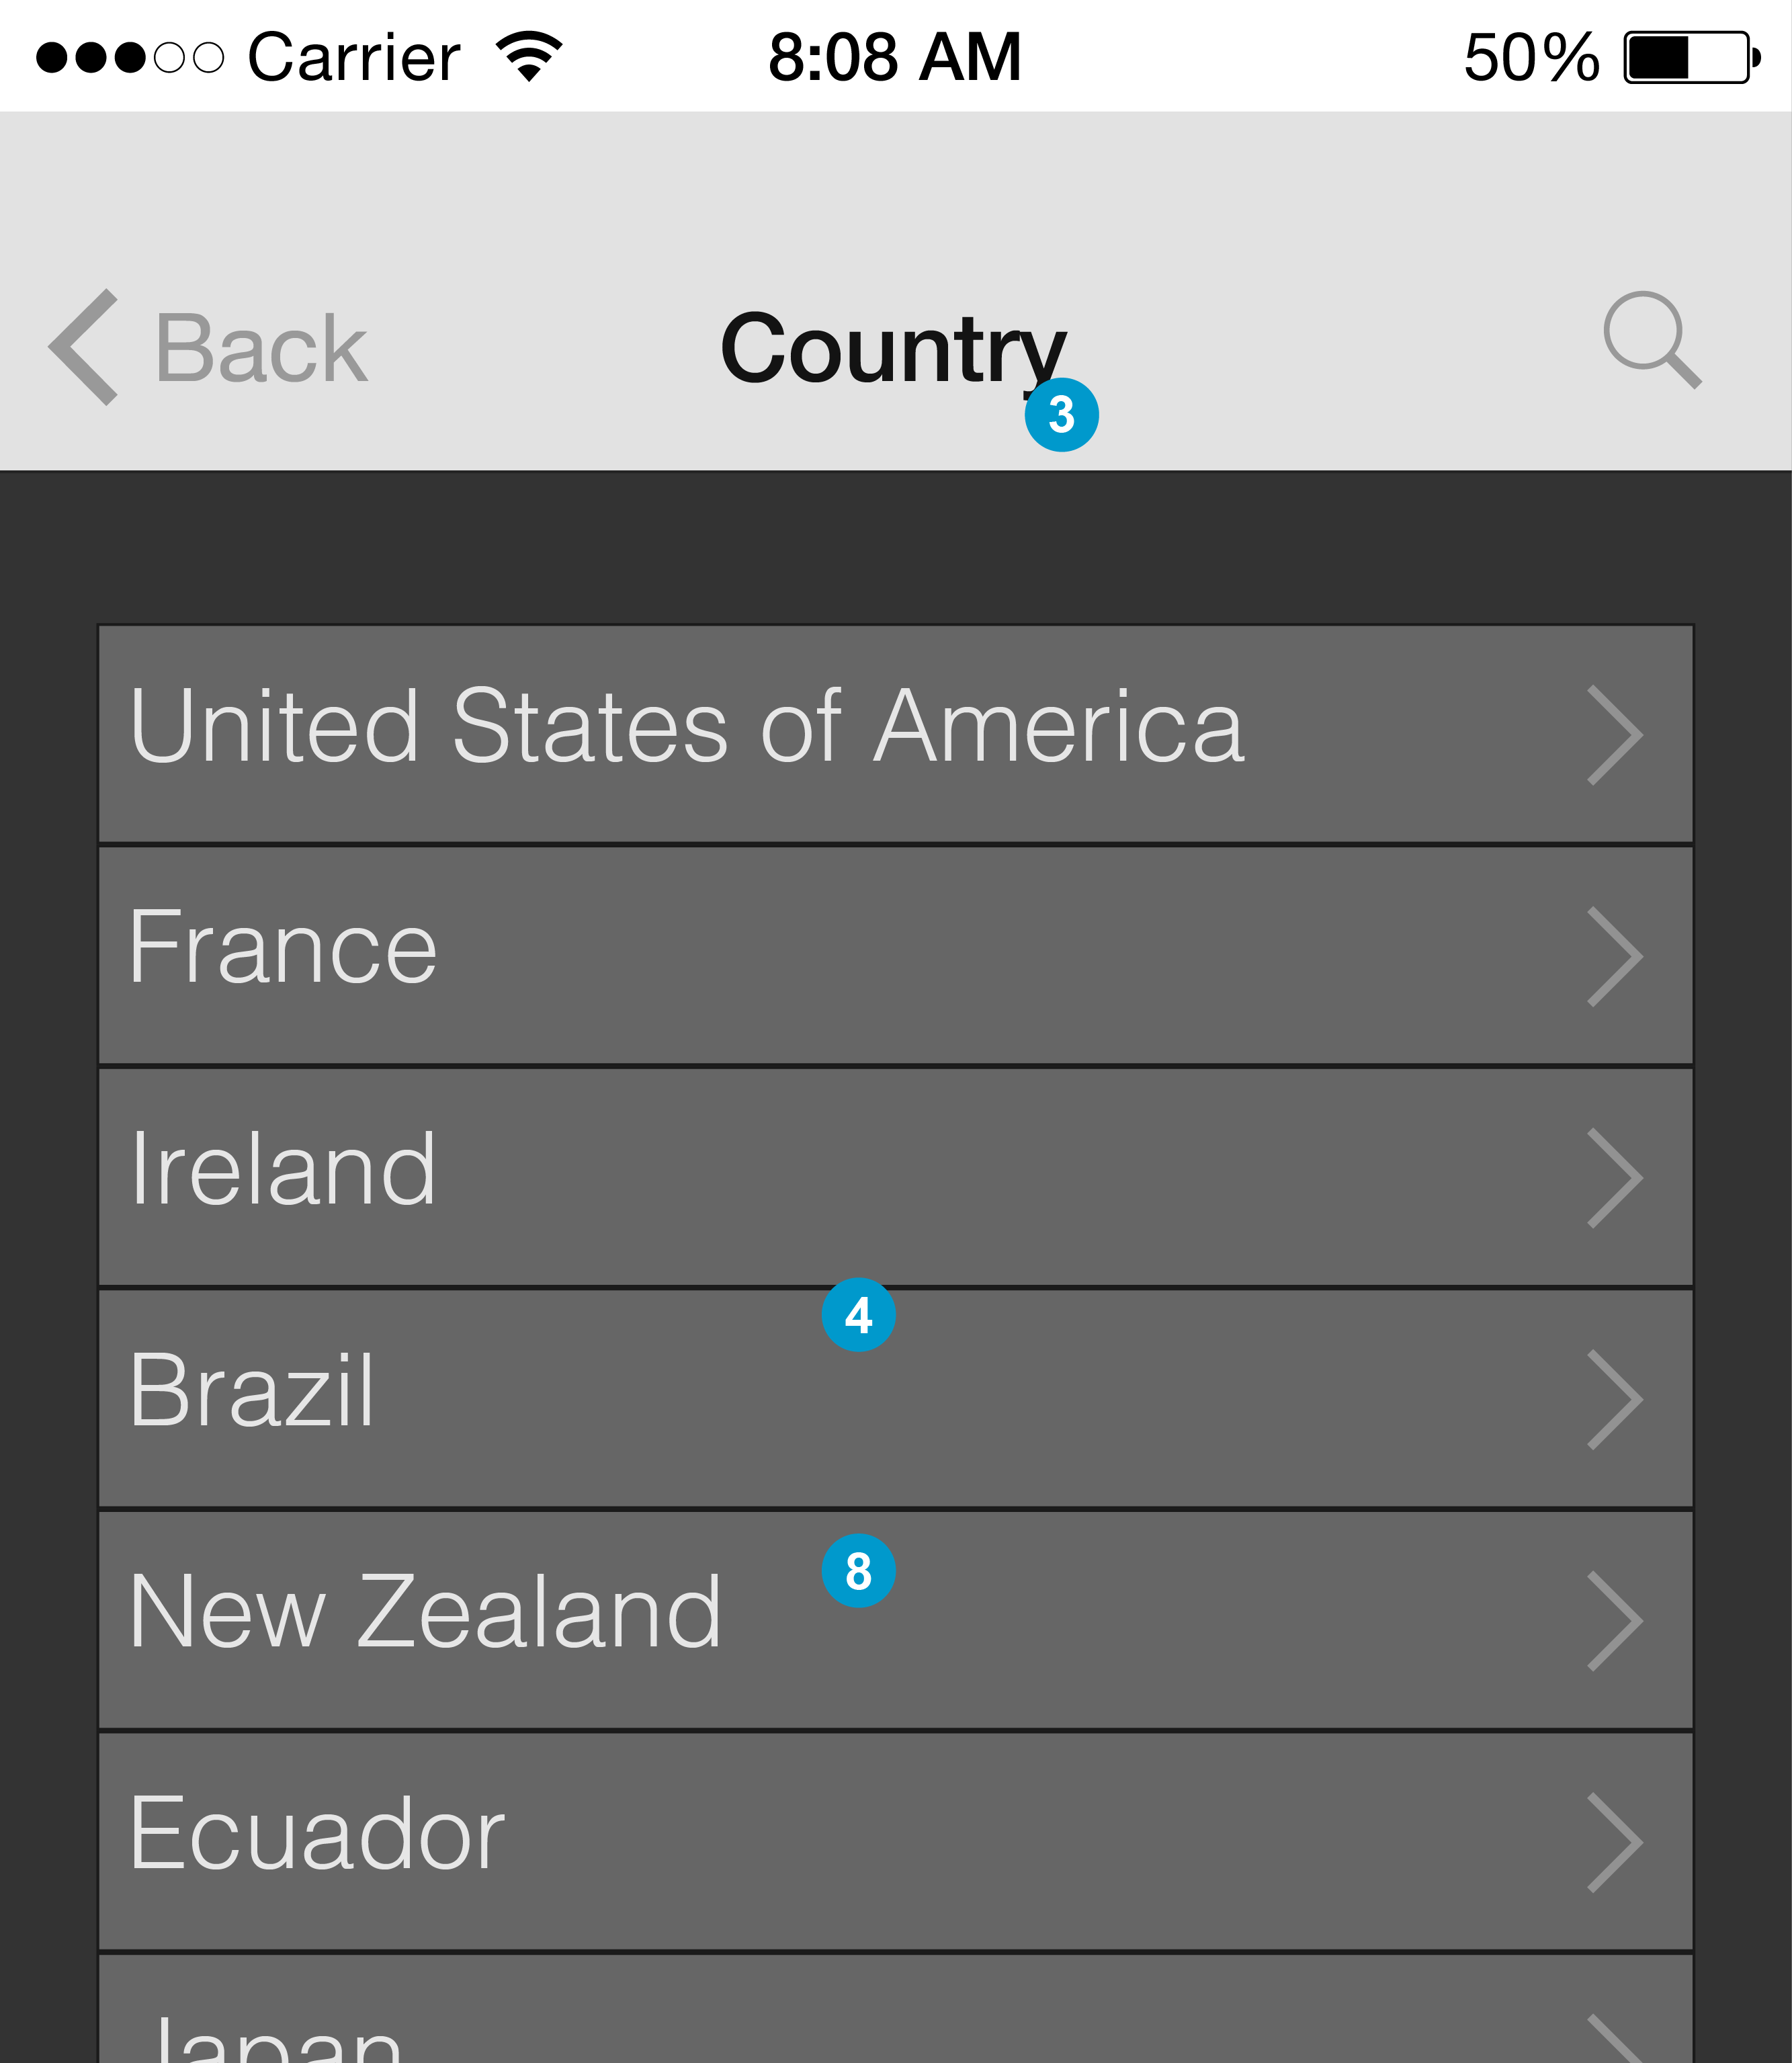 Carrier 8:08 AM 50%
Back Country
3
United States of America
France
Ireland
4
Brazil
8
New Zealand
Ecuador
Japan